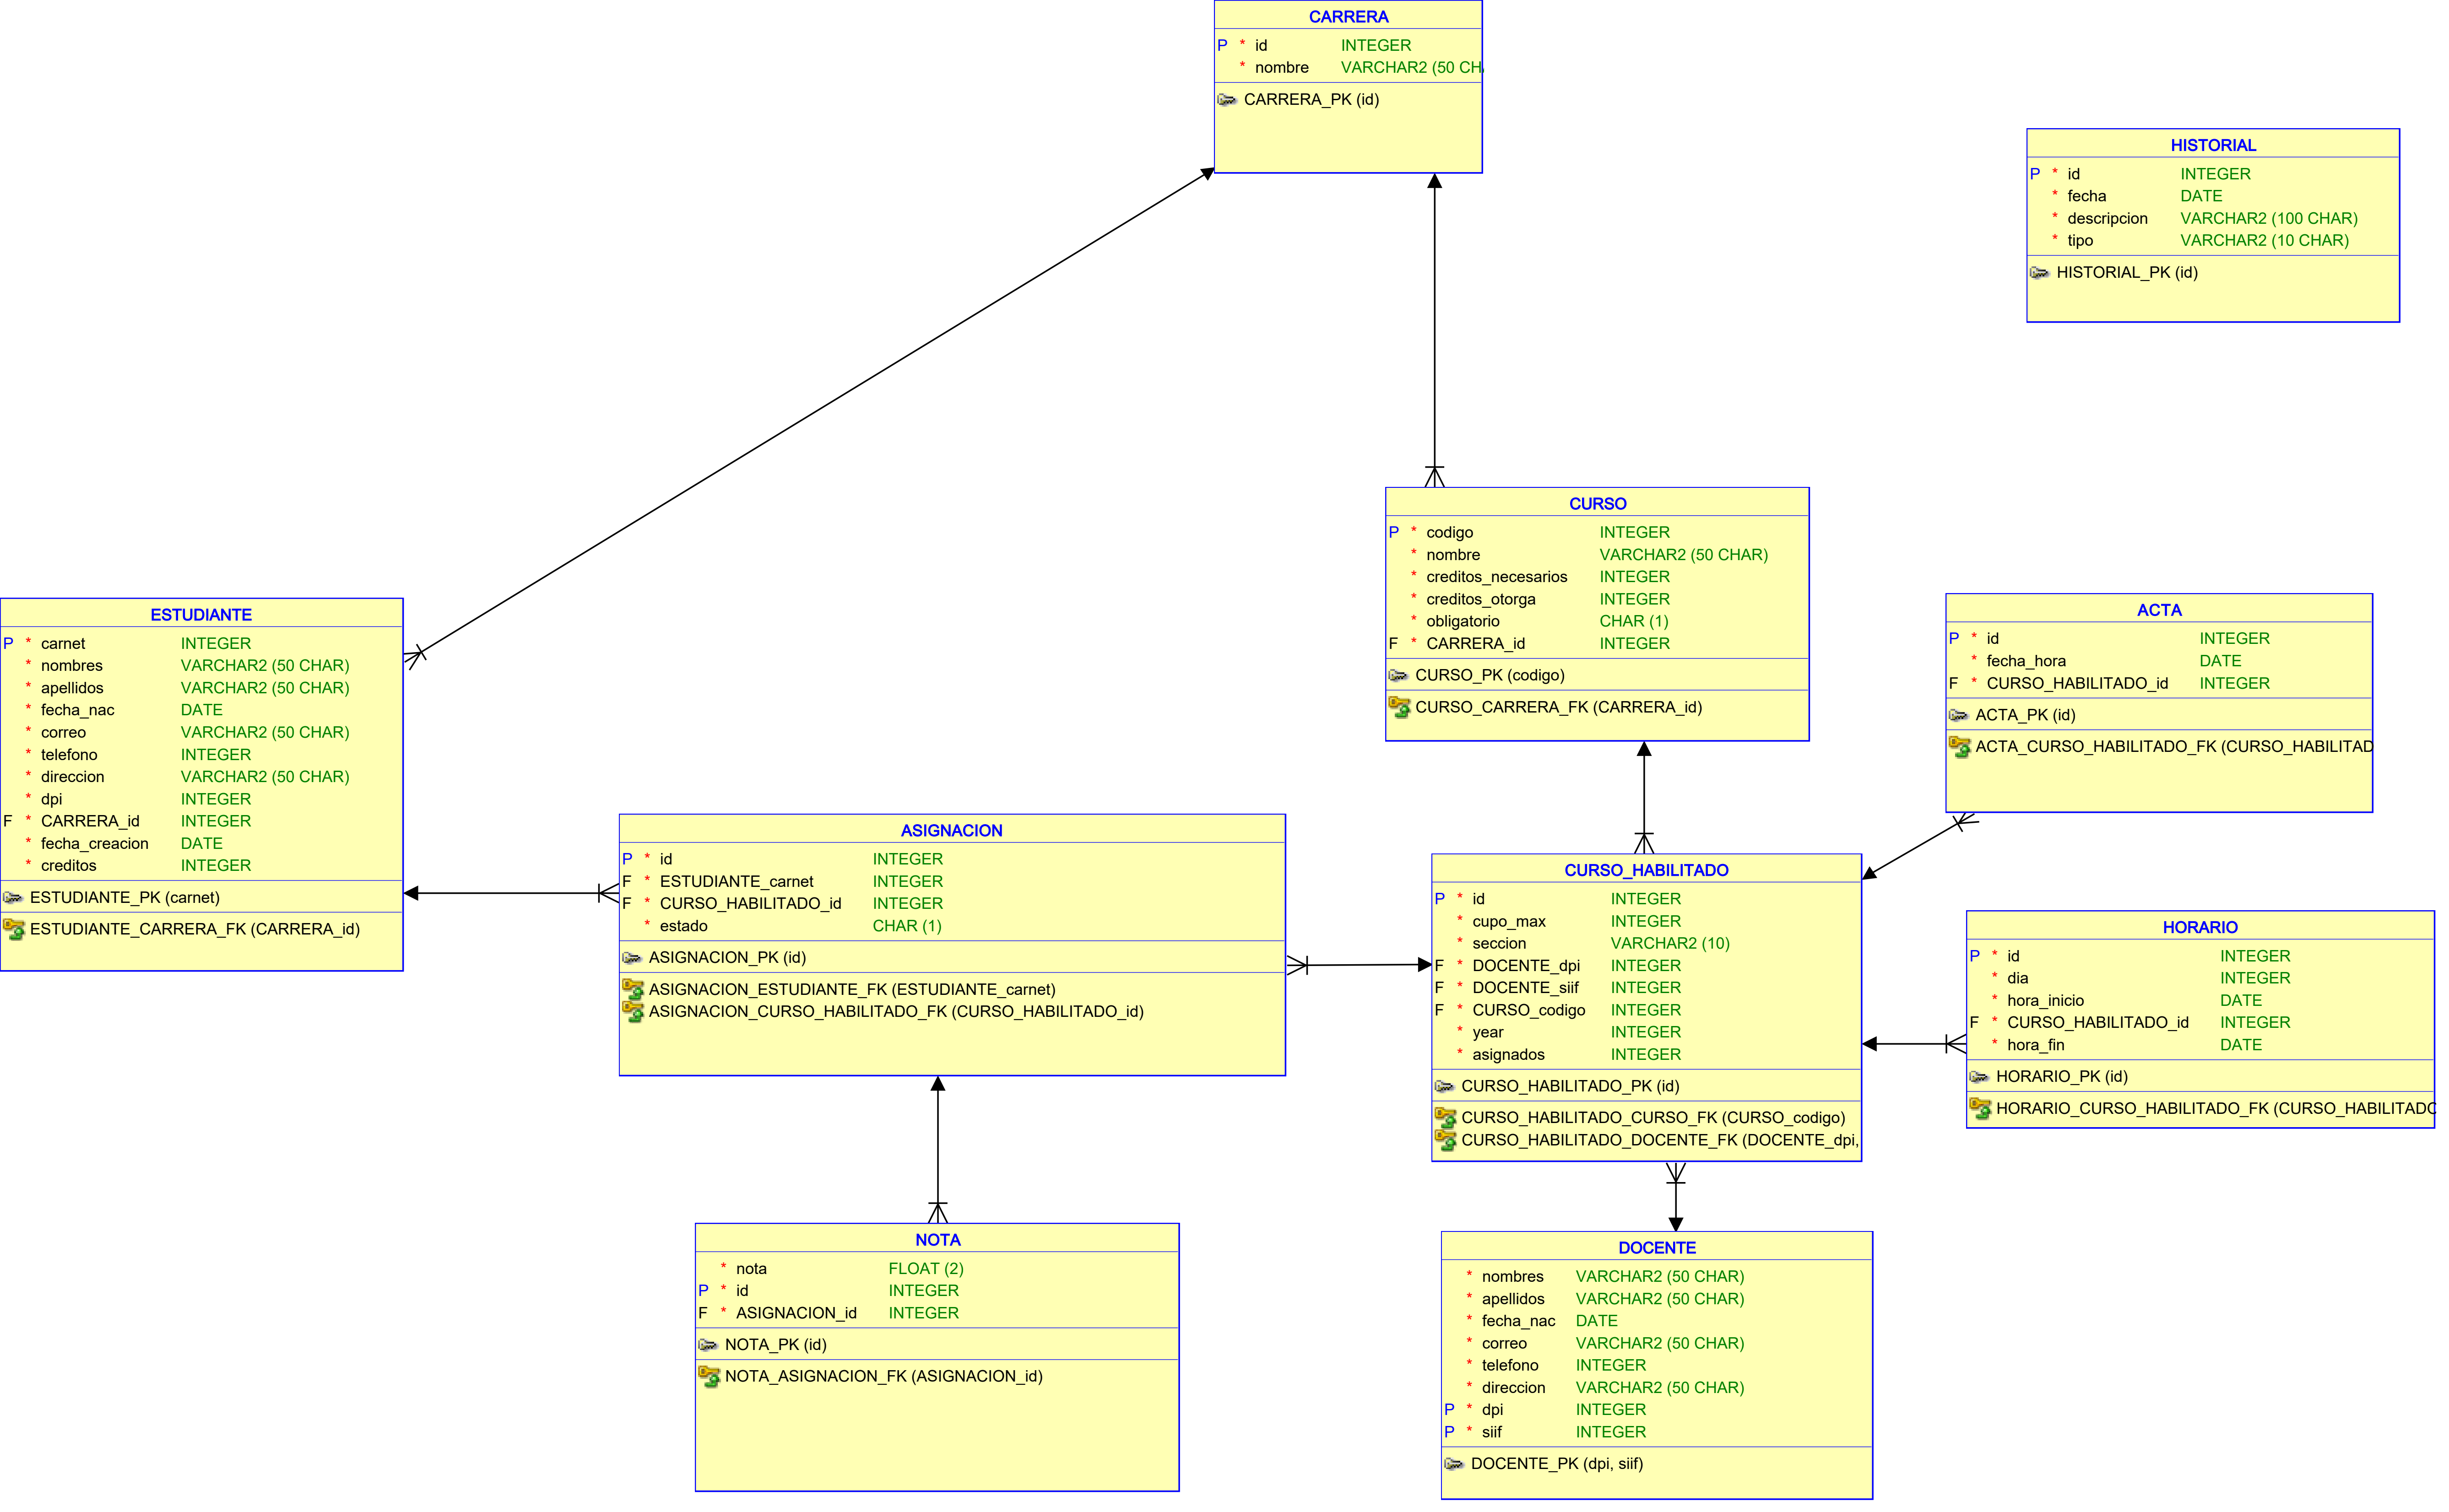 CARRERA
P * id INTEGER
* nombre VARCHAR2 (50 CH
CARRERA_PK (id)
HISTORIAL
P * id INTEGER
* fecha DATE
* descripcion VARCHAR2 (100 CHAR)
* tipo VARCHAR2 (10 CHAR)
HISTORIAL_PK (id)
CURSO
P * codigo INTEGER
* nombre VARCHAR2 (50 CHAR)
* creditos_necesarios INTEGER
* creditos_otorga INTEGER
* obligatorio CHAR (1)
F * CARRERA_id INTEGER
CURSO_PK (codigo)
CURSO_CARRERA_FK (CARRERA_id)
ESTUDIANTE
P * carnet INTEGER
* nombres VARCHAR2 (50 CHAR)
* apellidos VARCHAR2 (50 CHAR)
* fecha_nac DATE
* correo VARCHAR2 (50 CHAR)
* telefono INTEGER
* direccion VARCHAR2 (50 CHAR)
* dpi INTEGER
F * CARRERA_id INTEGER
* fecha_creacion DATE
* creditos INTEGER
ESTUDIANTE_PK (carnet)
ESTUDIANTE_CARRERA_FK (CARRERA_id)
ACTA
P * id INTEGER
* fecha_hora DATE
F * CURSO_HABILITADO_id INTEGER
ACTA_PK (id)
ACTA_CURSO_HABILITADO_FK (CURSO_HABILITAD
ASIGNACION
P * id INTEGER
F * ESTUDIANTE_carnet INTEGER
F * CURSO_HABILITADO_id INTEGER
* estado CHAR (1)
ASIGNACION_PK (id)
ASIGNACION_ESTUDIANTE_FK (ESTUDIANTE_carnet)
ASIGNACION_CURSO_HABILITADO_FK (CURSO_HABILITADO_id)
CURSO_HABILITADO
P * id INTEGER
* cupo_max INTEGER
* seccion VARCHAR2 (10)
F * DOCENTE_dpi INTEGER
F * DOCENTE_siif INTEGER
F * CURSO_codigo INTEGER
* year INTEGER
* asignados INTEGER
CURSO_HABILITADO_PK (id)
CURSO_HABILITADO_CURSO_FK (CURSO_codigo)
CURSO_HABILITADO_DOCENTE_FK (DOCENTE_dpi,
HORARIO
P * id INTEGER
* dia INTEGER
* hora_inicio DATE
F * CURSO_HABILITADO_id INTEGER
* hora_fin DATE
HORARIO_PK (id)
HORARIO_CURSO_HABILITADO_FK (CURSO_HABILITADO
NOTA
* nota FLOAT (2)
P * id INTEGER
F * ASIGNACION_id INTEGER
NOTA_PK (id)
NOTA_ASIGNACION_FK (ASIGNACION_id)
DOCENTE
* nombres VARCHAR2 (50 CHAR)
* apellidos VARCHAR2 (50 CHAR)
* fecha_nac DATE
* correo VARCHAR2 (50 CHAR)
* telefono INTEGER
* direccion VARCHAR2 (50 CHAR)
P * dpi INTEGER
P * siif INTEGER
DOCENTE_PK (dpi, siif)